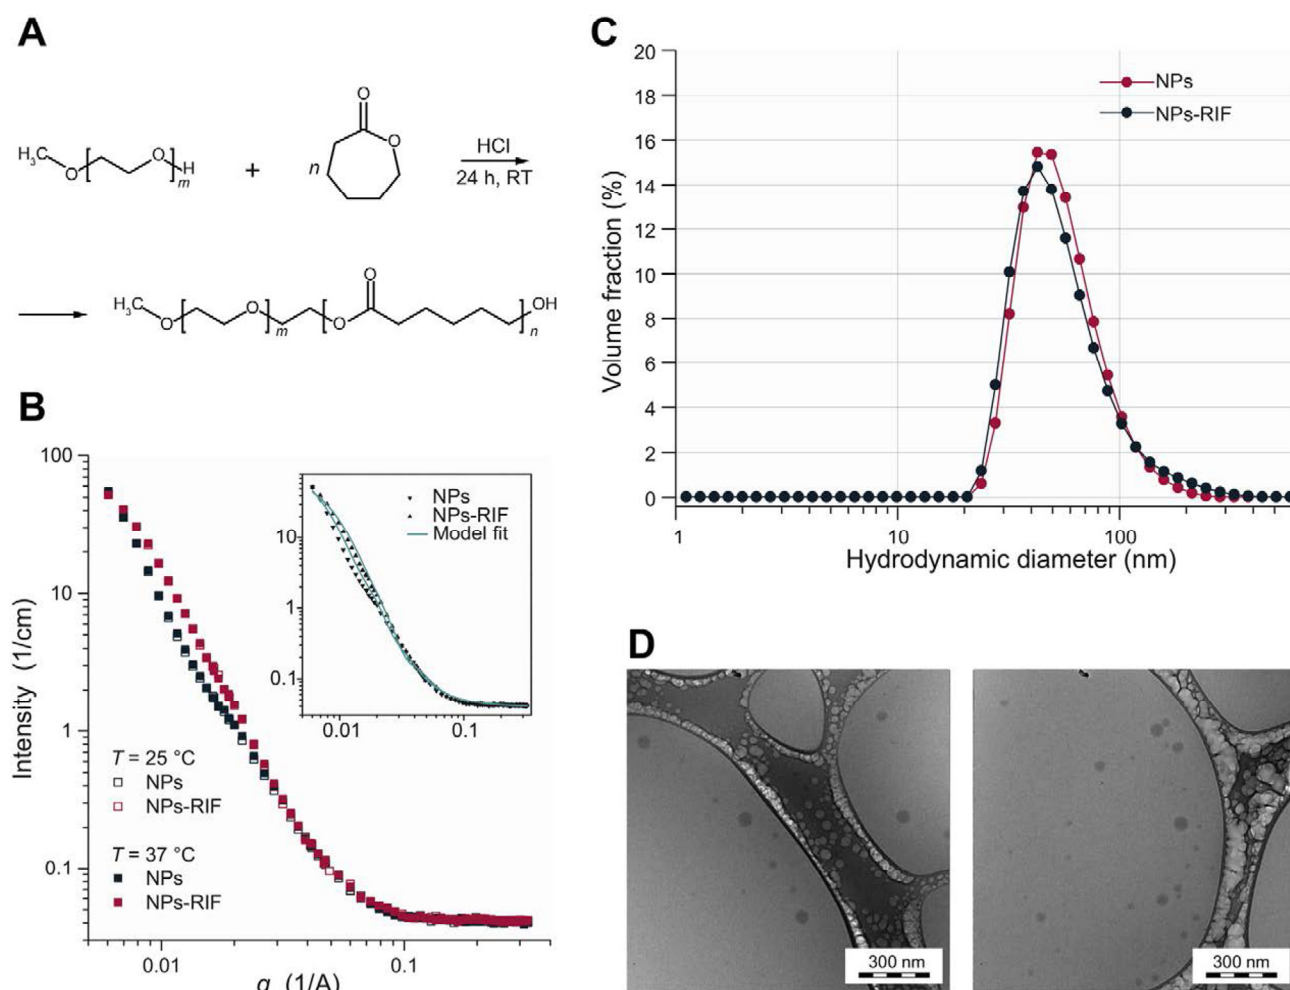 A
H₃C
O
O
H
m
+
n
O
O
HCl
24 h, RT
H₃C
O
O
m
O
O
OH
n
B
100
10
1
0.1
0.01
0.1
Intensity (1/cm)
q (1/A)
T = 25 °C
NPs
NPs-RIF
T = 37 °C
NPs
NPs-RIF
NPs
NPs-RIF
Model fit
10
1
0.1
0.01
0.1
C
20
18
16
14
12
10
8
6
4
2
0
1
10
100
Volume fraction (%)
Hydrodynamic diameter (nm)
NPs
NPs-RIF
D
300 nm
300 nm